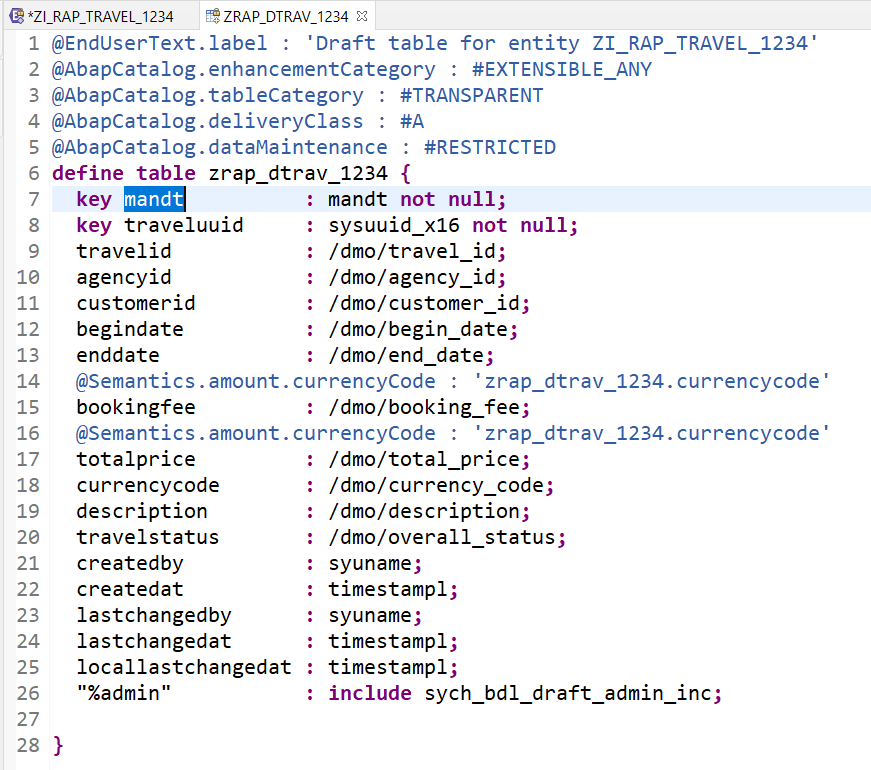 *ZI_RAP_TRAVEL_1234 ZRAP_DTRAV_1234
1 @EndUserText.label : 'Draft table for entity ZI_RAP_TRAVEL_1234'
2 @AbapCatalog.enhancementCategory : #EXTENSIBLE_ANY
3 @AbapCatalog.tableCategory : #TRANSPARENT
4 @AbapCatalog.deliveryClass : #A
5 @AbapCatalog.dataMaintenance : #RESTRICTED
6 define table zrap_dtrav_1234 {
7 key mandt : mandt not null;
8 key traveluuid : sysuuid_x16 not null;
9 travelid : /dmo/travel_id;
10 agencyid : /dmo/agency_id;
11 customerid : /dmo/customer_id;
12 begindate : /dmo/begin_date;
13 enddate : /dmo/end_date;
14 @Semantics.amount.currencyCode : 'zrap_dtrav_1234.currencycode'
15 bookingfee : /dmo/booking_fee;
16 @Semantics.amount.currencyCode : 'zrap_dtrav_1234.currencycode'
17 totalprice : /dmo/total_price;
18 currencycode : /dmo/currency_code;
19 description : /dmo/description;
20 travelstatus : /dmo/overall_status;
21 createdby : syuname;
22 createdat : timestampl;
23 lastchangedby : syuname;
24 lastchangedat : timestampl;
25 locallastchangedat : timestampl;
26 "%admin" : include sych_bdl_draft_admin_inc;
27
28 }